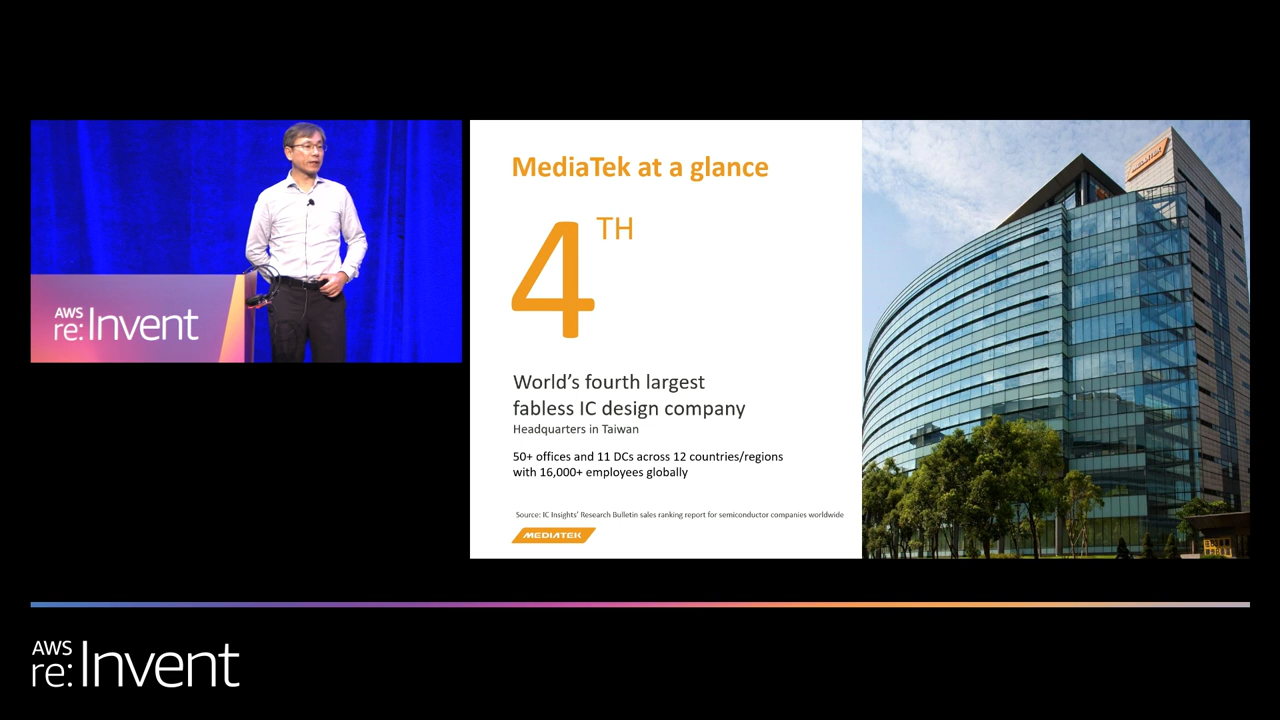 AWS
re:Invent
MediaTek at a glance
4TH
World's fourth largest
fabless IC design company
Headquarters in Taiwan
50+ offices and 11 DCs across 12 countries/regions
with 16,000+ employees globally
Source: IC Insights' Research Bulletin sales ranking report for semiconductor companies worldwide
MEDIATEK
MEDIATEK
AWS
re:Invent